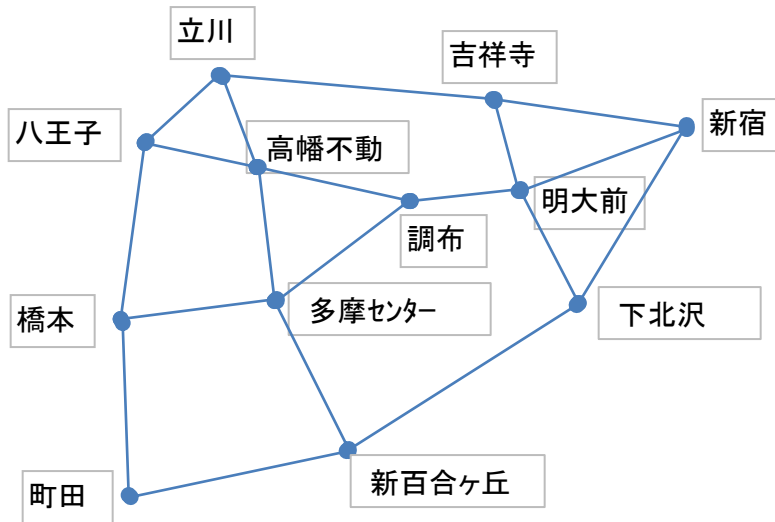 立川
吉祥寺
八王子
高幡不動
新宿
明大前
調布
橋本
多摩センター
下北沢
町田
新百合ヶ丘